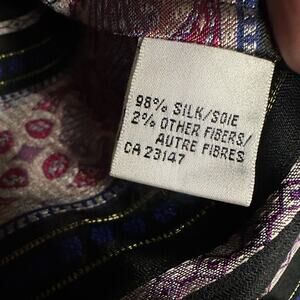 98% SILK/SOIE
2% OTHER FIBERS/
AUTRE FIBRES
CA 23147